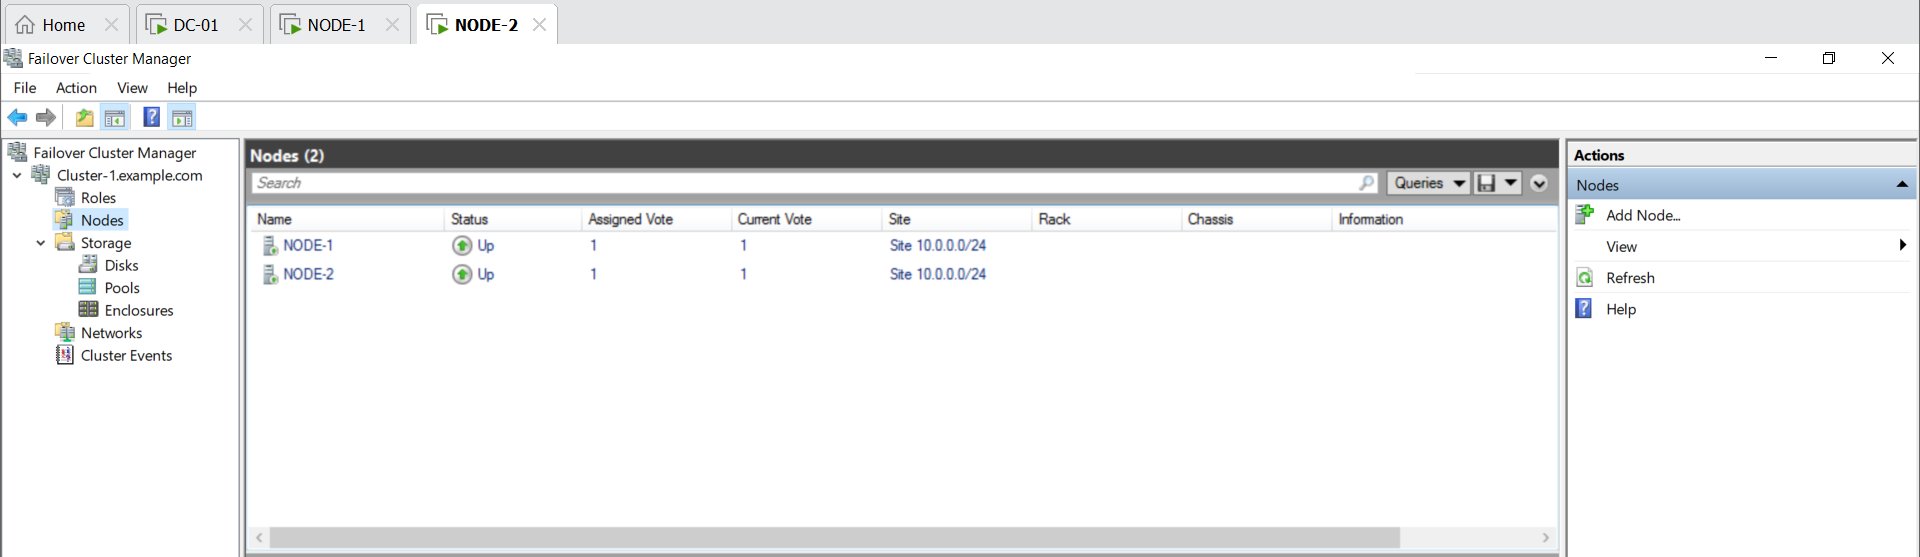 Home DC-01 NODE-1 NODE-2
Failover Cluster Manager
File Action View Help
Failover Cluster Manager
Cluster-1.example.com
Roles
Nodes
Storage
Disks
Pools
Enclosures
Networks
Cluster Events
Nodes (2)
Search Queries
Name Status Assigned Vote Current Vote Site Rack Chassis Information
NODE-1 Up 1 1 Site 10.0.0.0/24
NODE-2 Up 1 1 Site 10.0.0.0/24
Actions
Nodes
Add Node...
View
Refresh
Help